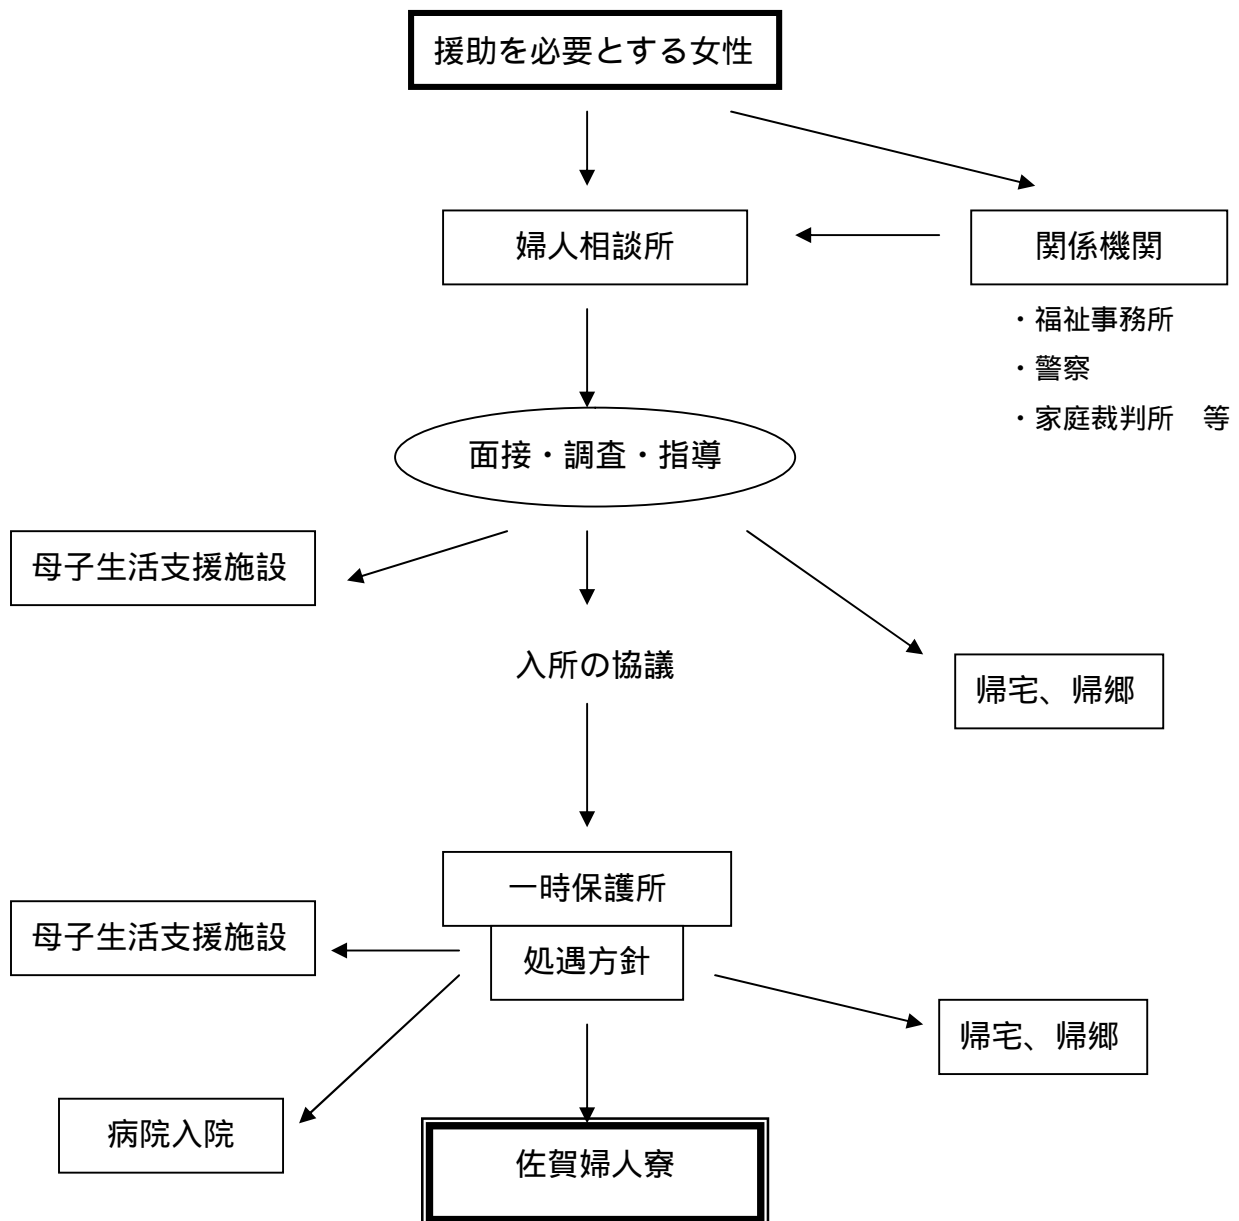 援助を必要とする女性
婦人相談所
関係機関
・福祉事務所
・警察
・家庭裁判所　等
面接・調査・指導
母子生活支援施設
入所の協議
帰宅、帰郷
一時保護所
母子生活支援施設
処遇方針
帰宅、帰郷
病院入院
佐賀婦人寮